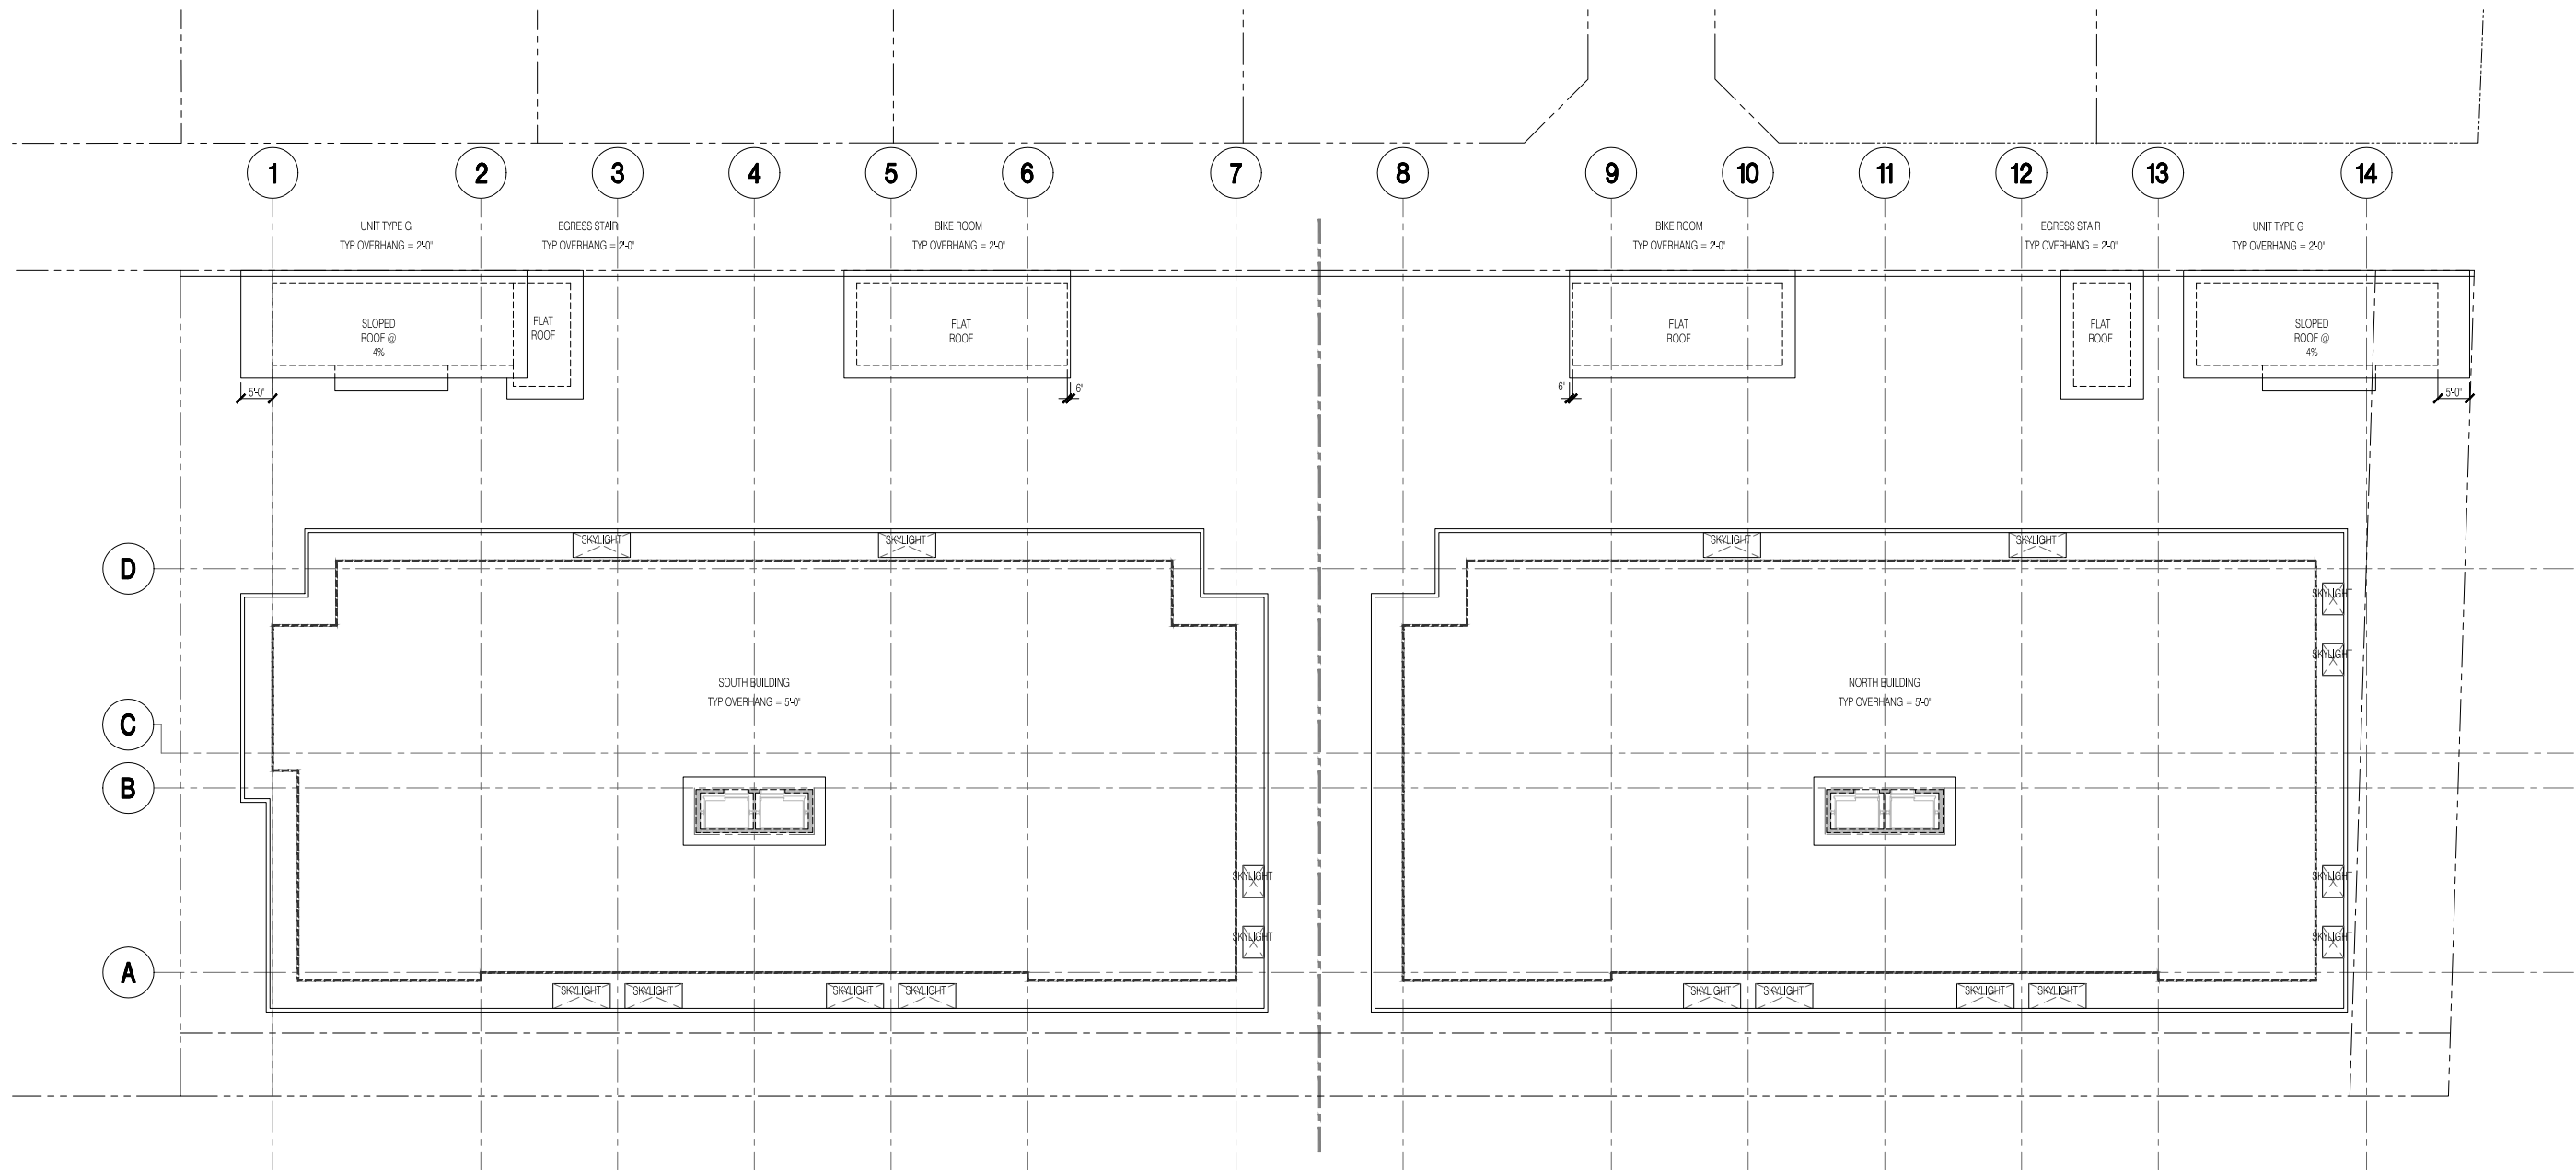 1 2 3 4 5 6 7 8 9 10 11 12 13 14
UNIT TYPE G
TYP OVERHANG = 2'-0"
EGRESS STAIR
TYP OVERHANG = 2'-0"
BIKE ROOM
TYP OVERHANG = 2'-0"
BIKE ROOM
TYP OVERHANG = 2'-0"
EGRESS STAIR
TYP OVERHANG = 2'-0"
UNIT TYPE G
TYP OVERHANG = 2'-0"
SLOPED
ROOF @
4%
FLAT
ROOF
FLAT
ROOF
FLAT
ROOF
FLAT
ROOF
SLOPED
ROOF @
4%
5'-0"
6"
6"
5'-0"
SKYLIGHT
SKYLIGHT
SKYLIGHT
SKYLIGHT
D
SKYLIGHT
SKYLIGHT
SOUTH BUILDING
TYP OVERHANG = 5'-0"
NORTH BUILDING
TYP OVERHANG = 5'-0"
C
B
SKYLIGHT
SKYLIGHT
SKYLIGHT
SKYLIGHT
A
SKYLIGHT
SKYLIGHT
SKYLIGHT
SKYLIGHT
SKYLIGHT
SKYLIGHT
SKYLIGHT
SKYLIGHT